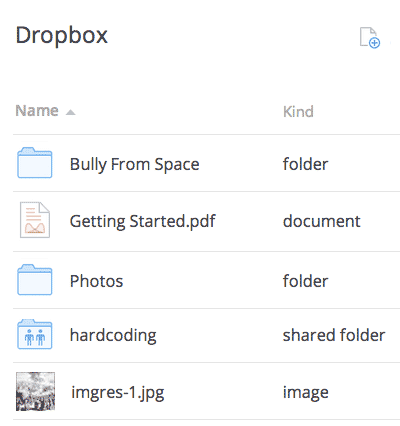 Dropbox
Name Kind
Bully From Space folder
Getting Started.pdf document
Photos folder
hardcoding shared folder
imgres-1.jpg image